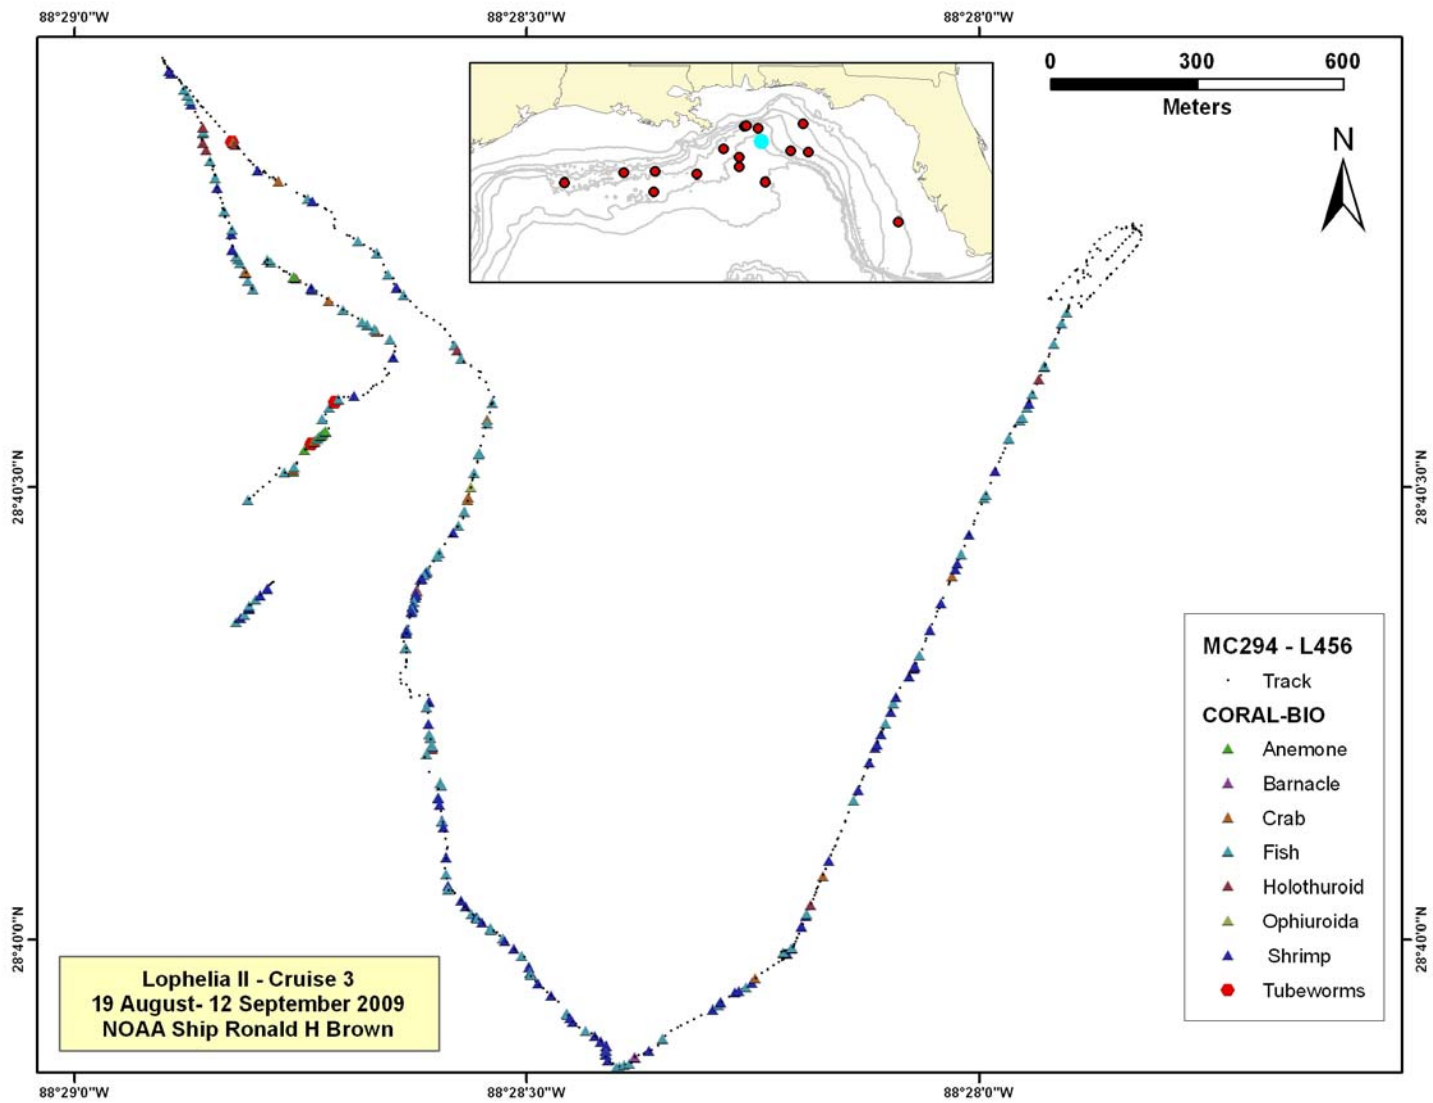 88°29'0"W
88°28'30"W
88°28'0"W
0
300
600
Meters
N
28°40'30"N
28°40'30"N
MC294 - L456
Track
CORAL-BIO
Anemone
Barnacle
Crab
Fish
Holothuroid
Ophiuroida
Shrimp
Tubeworms
28°40'0"N
28°40'0"N
Lophelia II - Cruise 3
19 August- 12 September 2009
NOAA Ship Ronald H Brown
88°29'0"W
88°28'30"W
88°28'0"W